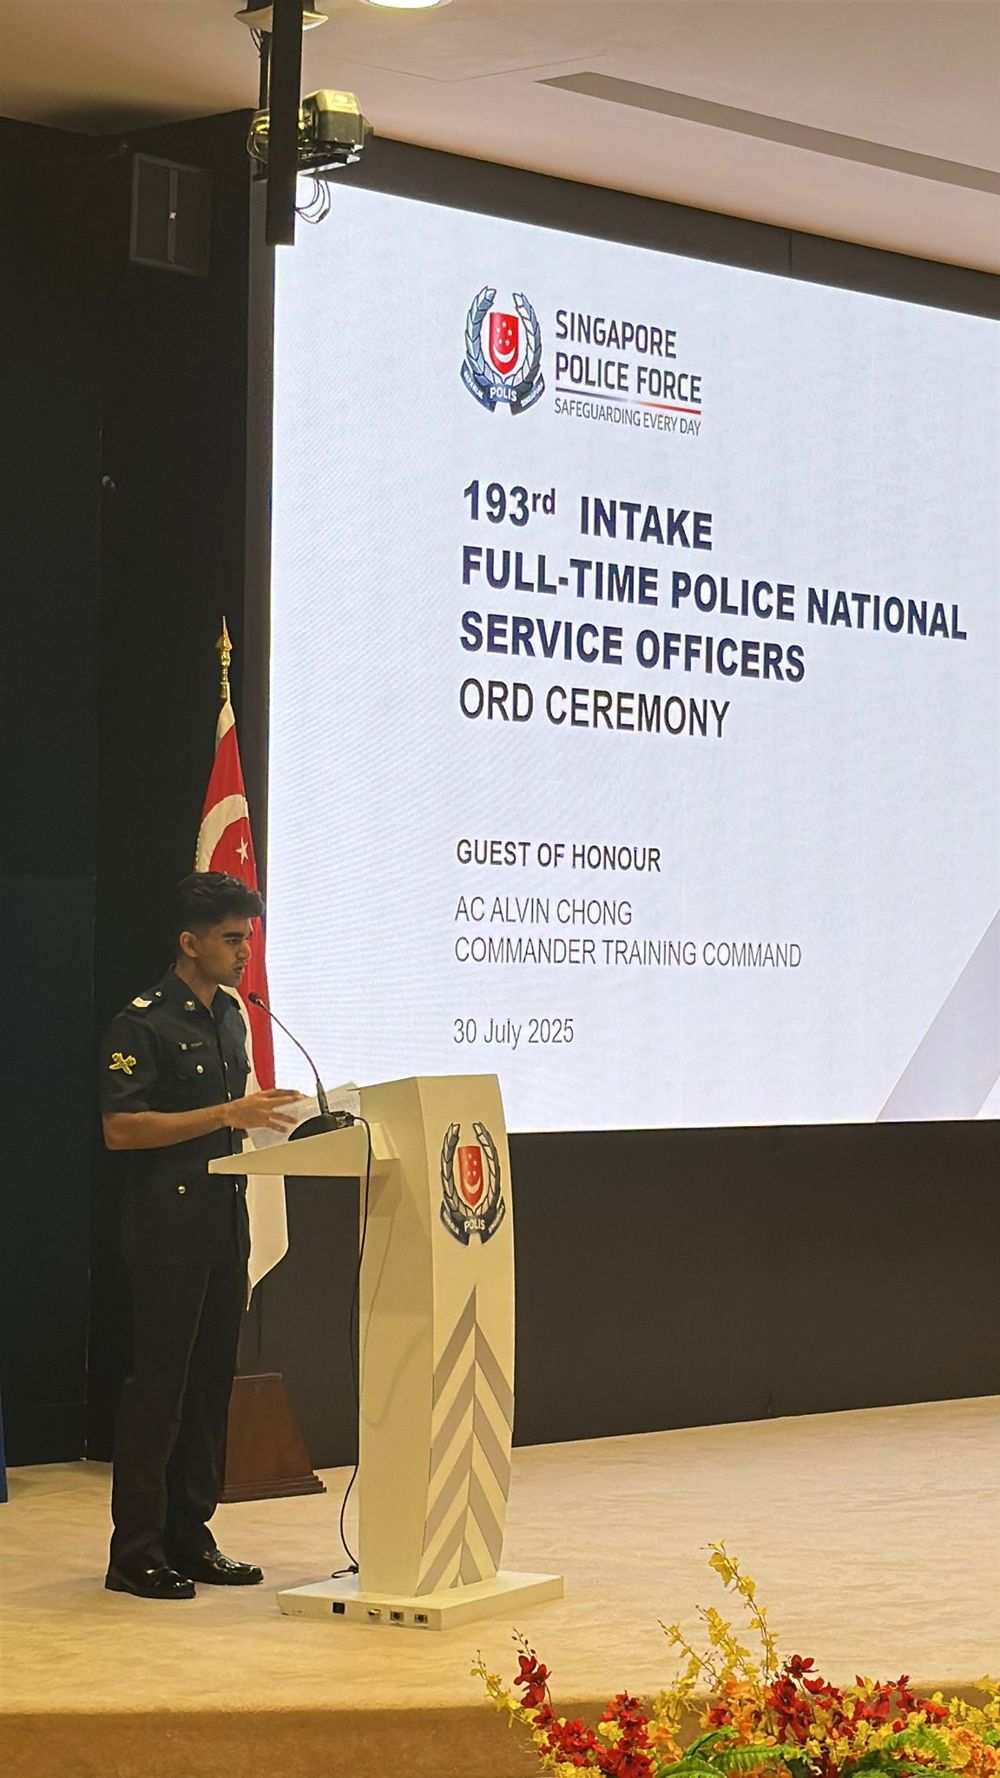 SINGAPORE
POLICE FORCE
SAFEGUARDING EVERY DAY
POLIS
193rd INTAKE
FULL-TIME POLICE NATIONAL
SERVICE OFFICERS
ORD CEREMONY
GUEST OF HONOUR
AC ALVIN CHONG
COMMANDER TRAINING COMMAND
30 July 2025
POLIS